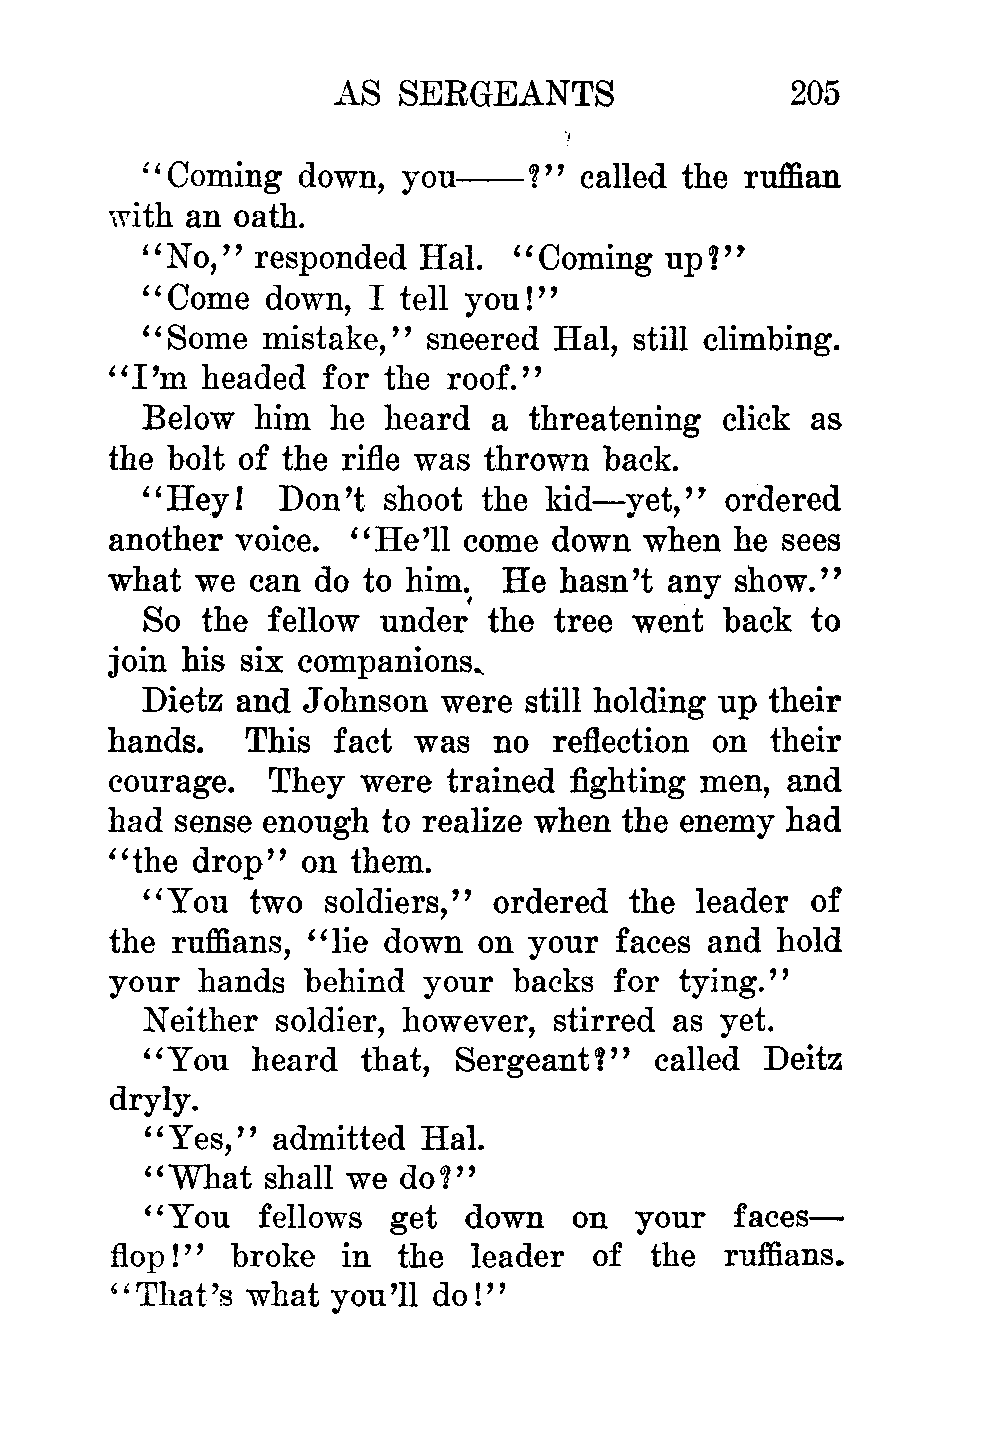 AS SERGEANTS 205
“Coming down, you——?” called the ruffian
with an oath.
“No,” responded Hal. “Coming up?”
“Come down, I tell you!”
“Some mistake,” sneered Hal, still climbing.
“I’m headed for the roof.”
Below him he heard a threatening click as
the bolt of the rifle was thrown back.
“Hey! Don’t shoot the kid—yet,” ordered
another voice. “He’ll come down when he sees
what we can do to him. He hasn’t any show.”
So the fellow under the tree went back to
join his six companions.
Dietz and Johnson were still holding up their
hands. This fact was no reflection on their
courage. They were trained fighting men, and
had sense enough to realize when the enemy had
“the drop” on them.
“You two soldiers,” ordered the leader of
the ruffians, “lie down on your faces and hold
your hands behind your backs for tying.”
Neither soldier, however, stirred as yet.
“You heard that, Sergeant?” called Deitz
dryly.
“Yes,” admitted Hal.
“What shall we do?”
“You fellows get down on your faces—
flop!” broke in the leader of the ruffians.
“That’s what you’ll do!”